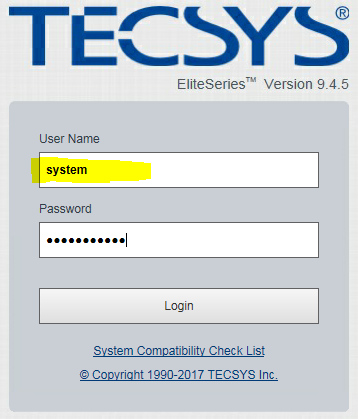 TECSYS®
EliteSeries™ Version 9.4.5
User Name
system
Password
●●●●●●●●●●●
Login
System Compatibility Check List
© Copyright 1990-2017 TECSYS Inc.